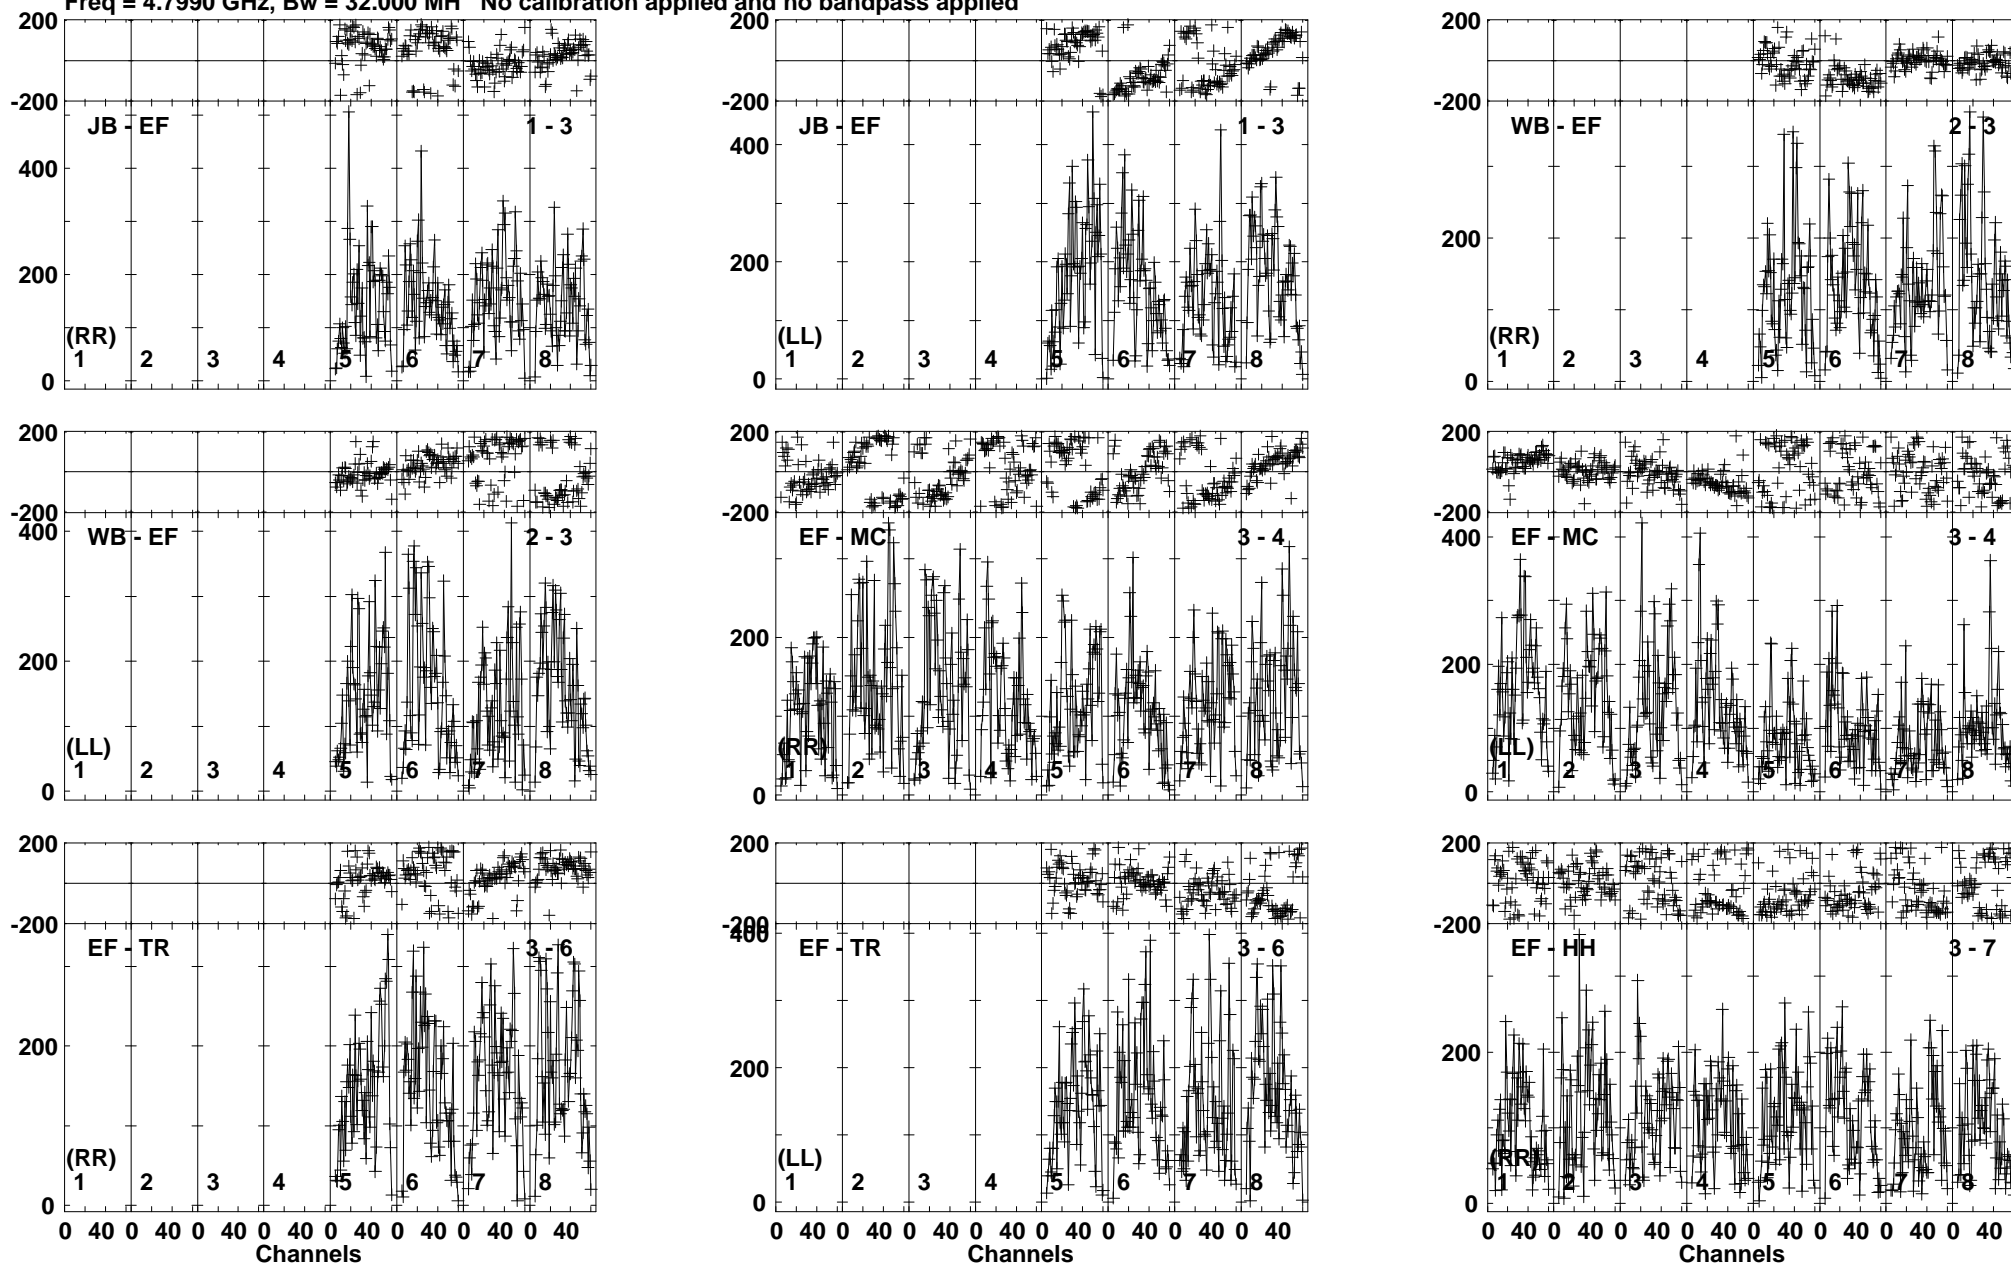 Freq = 4.7990 GHz, Bw = 32.000 MH No calibration applied and no bandpass applied
200
-200
JB - EF 1 - 3
400
200
0
(RR)
1 2 3 4 5 6 7 8
200
-200
JB - EF 1 - 3
400
200
0
(LL)
1 2 3 4 5 6 7 8
200
-200
WB - EF 2 - 3
200
0
(RR)
1 2 3 4 5 6 7 8
200
-200
WB - EF 2 - 3
400
200
0
(LL)
1 2 3 4 5 6 7 8
200
-200
EF - MC 3 - 4
200
0
(RR)
1 2 3 4 5 6 7 8
200
-200
EF - MC 3 - 4
400
200
0
(LL)
1 2 3 4 5 6 7 8
200
-200
EF - TR 3 - 6
200
0
(RR)
1 2 3 4 5 6 7 8
0 40 0 40 0 40 0 40 0 40 0 40 0 40 0 40
Channels
200
-200
EF - TR 3 - 6
400
200
0
(LL)
1 2 3 4 5 6 7 8
0 40 0 40 0 40 0 40 0 40 0 40 0 40 0 40
Channels
200
-200
EF - HH 3 - 7
200
0
(RR)
1 2 3 4 5 6 7 8
0 40 0 40 0 40 0 40 0 40 0 40 0 40 0 40
Channels